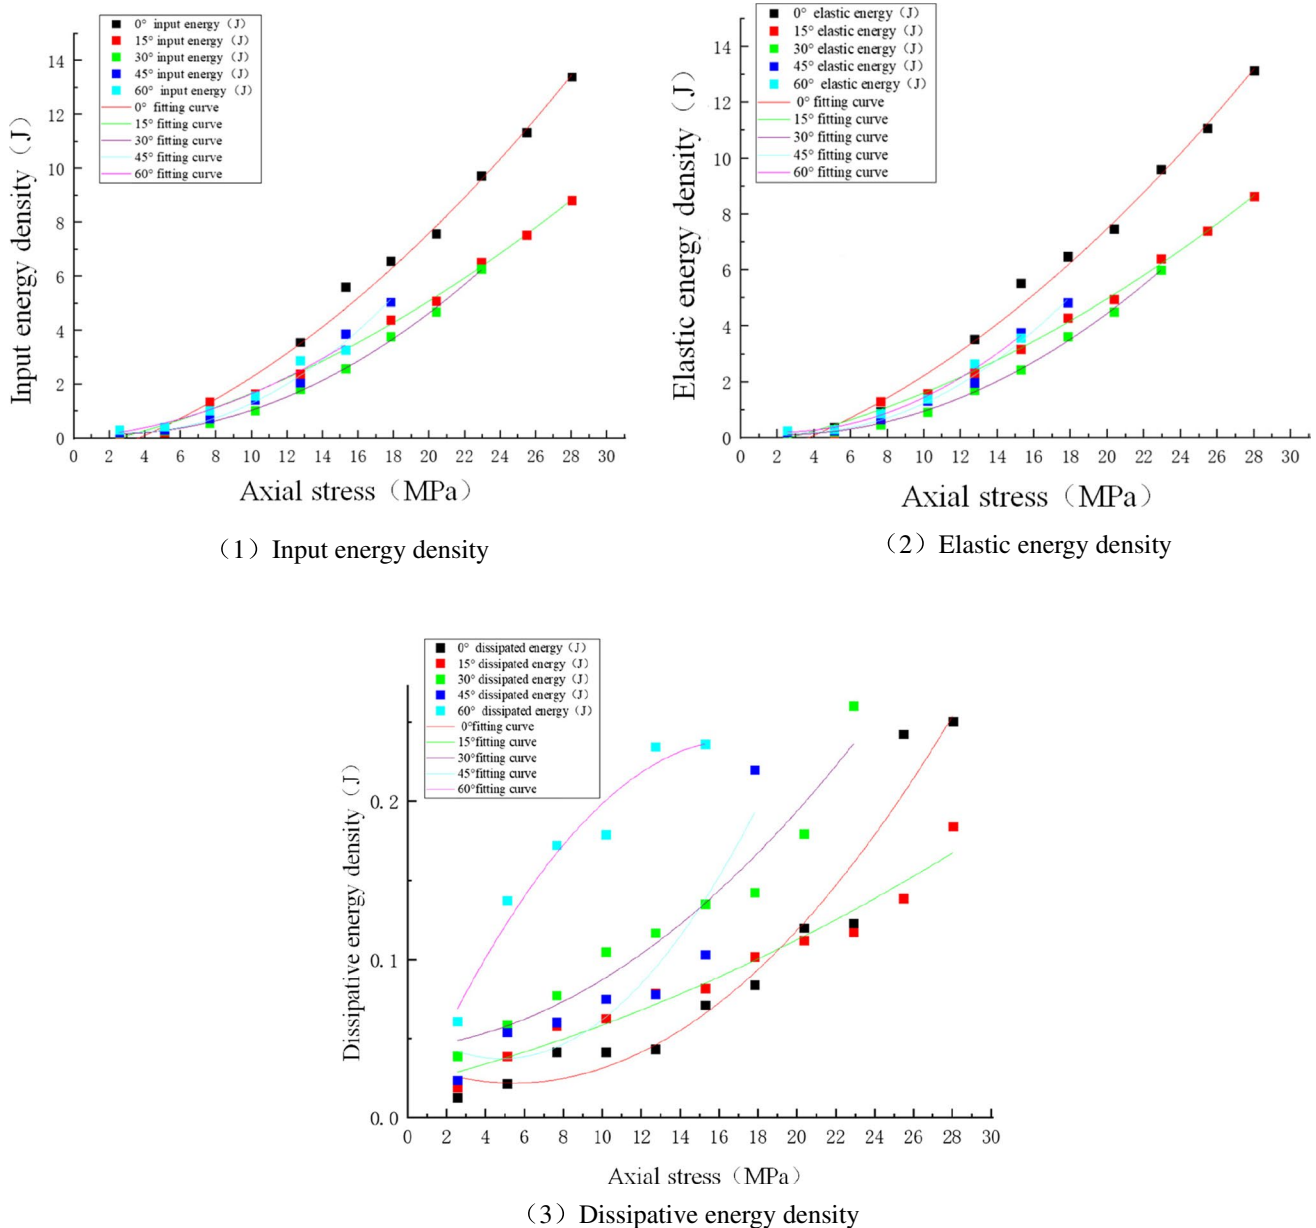 0° input energy（J）
15° input energy（J）
30° input energy（J）
45° input energy（J）
60° input energy（J）
0° fitting curve
15° fitting curve
30° fitting curve
45° fitting curve
60° fitting curve
14
12
10
8
6
4
2
0
Input energy density（J）
0 2 4 6 8 10 12 14 16 18 20 22 24 26 28 30
Axial stress（MPa）
（1）Input energy density
0° elastic energy（J）
15° elastic energy（J）
30° elastic energy（J）
45° elastic energy（J）
60° elastic energy（J）
0° fitting curve
15° fitting curve
30° fitting curve
45° fitting curve
60° fitting curve
14
12
10
8
6
4
2
0
Elastic energy density（J）
0 2 4 6 8 10 12 14 16 18 20 22 24 26 28 30
Axial stress（MPa）
（2）Elastic energy density
0° dissipated energy（J）
15° dissipated energy（J）
30° dissipated energy（J）
45° dissipated energy（J）
60° dissipated energy（J）
0°fitting curve
15°fitting curve
30°fitting curve
45°fitting curve
60°fitting curve
0.2
0.1
0.0
Dissipative energy density（J）
0 2 4 6 8 10 12 14 16 18 20 22 24 26 28 30
Axial stress（MPa）
（3）Dissipative energy density